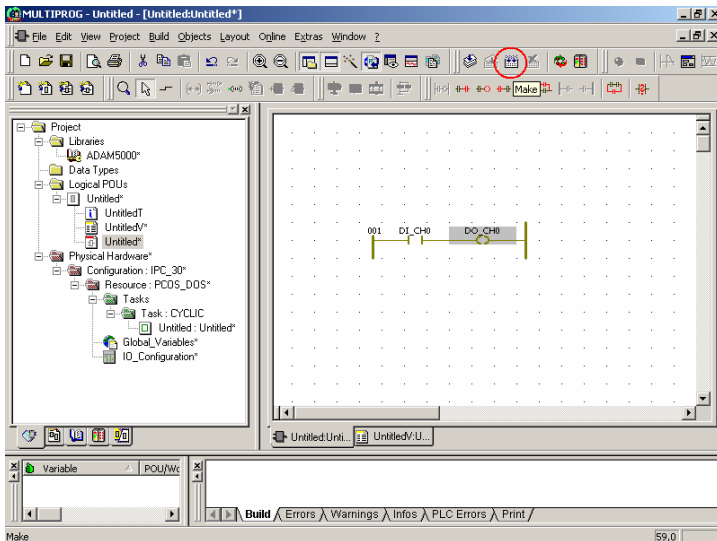 MULTIPROG - Untitled - [Untitled:Untitled*]
File Edit View Project Build Objects Layout Online Extras Window ?
Make
Project
Libraries
ADAM5000*
Data Types
Logical POUs
Untitled*
UntitledT
UntitledV*
Untitled*
Physical Hardware*
Configuration : IPC_30*
Resource : PCOS_DOS*
Tasks
Task : CYCLIC
Untitled : Untitled*
Global_Variables*
IO_Configuration*
001 DI_CH0 DO_CH0
Untitled:Unti... UntitledV:U...
Variable POU/Wo
Build Errors Warnings Infos PLC Errors Print
Make 59,0